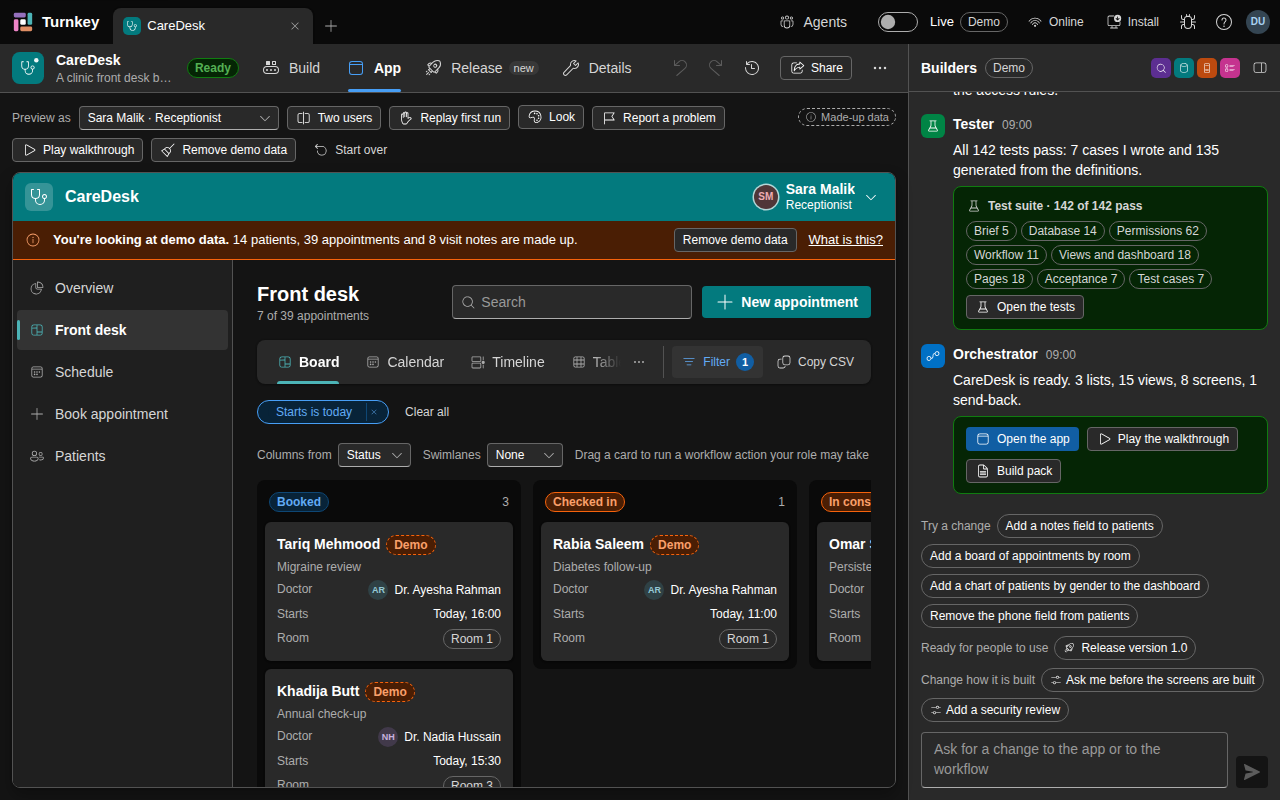 Turnkey
CareDesk
Agents
Live
Demo
Online
Install
DU
CareDesk
A clinic front desk b...
Ready
Build
App
Release new
Details
Share
Builders
Demo
Preview as
Sara Malik · Receptionist
Two users
Replay first run
Look
Report a problem
Made-up data
Play walkthrough
Remove demo data
Start over
CareDesk
SM
Sara Malik
Receptionist
You're looking at demo data. 14 patients, 39 appointments and 8 visit notes are made up.
Remove demo data
What is this?
Overview
Front desk
Schedule
Book appointment
Patients
Front desk
7 of 39 appointments
Search
New appointment
Board
Calendar
Timeline
Filter 1
Copy CSV
Starts is today
Clear all
Columns from
Status
Swimlanes
None
Drag a card to run a workflow action your role may take
Booked 3
Tariq Mehmood Demo
Migraine review
Doctor AR Dr. Ayesha Rahman
Starts Today, 16:00
Room Room 1
Khadija Butt Demo
Annual check-up
Doctor NH Dr. Nadia Hussain
Starts Today, 15:30
Room Room 3
Checked in 1
Rabia Saleem Demo
Diabetes follow-up
Doctor AR Dr. Ayesha Rahman
Starts Today, 11:00
Room Room 1
In cons
Omar
Persiste
Doctor
Starts
Room
the access rules.
Tester 09:00
All 142 tests pass: 7 cases I wrote and 135
generated from the definitions.
Test suite · 142 of 142 pass
Brief 5
Database 14
Permissions 62
Workflow 11
Views and dashboard 18
Pages 18
Acceptance 7
Test cases 7
Open the tests
Orchestrator 09:00
CareDesk is ready. 3 lists, 15 views, 8 screens, 1
send-back.
Open the app
Play the walkthrough
Build pack
Try a change
Add a notes field to patients
Add a board of appointments by room
Add a chart of patients by gender to the dashboard
Remove the phone field from patients
Ready for people to use
Release version 1.0
Change how it is built
Ask me before the screens are built
Add a security review
Ask for a change to the app or to the
workflow